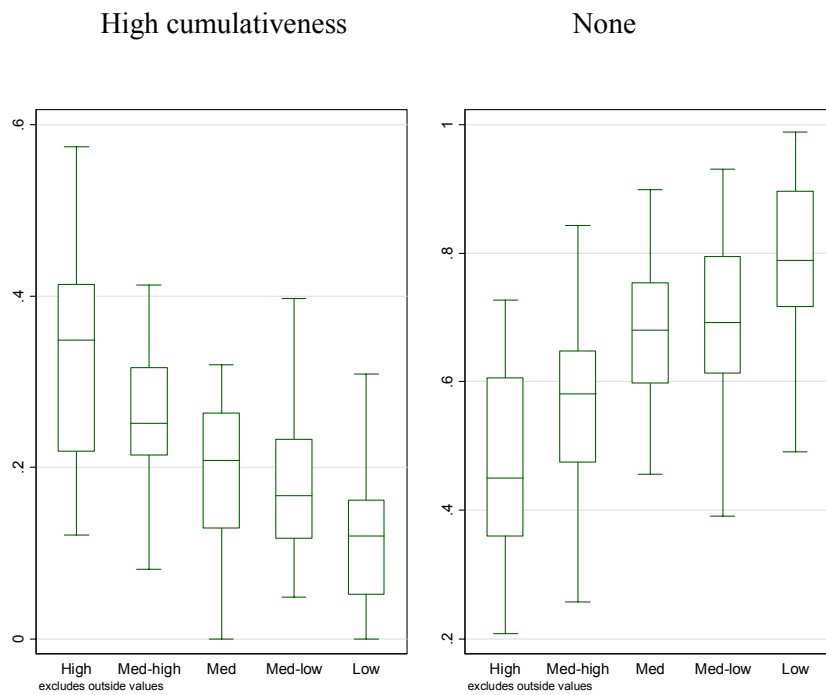 High cumulativeness
None
.6
.4
.2
0
High Med-high Med Med-low Low
excludes outside values
1
.8
.6
.4
.2
High Med-high Med Med-low Low
excludes outside values